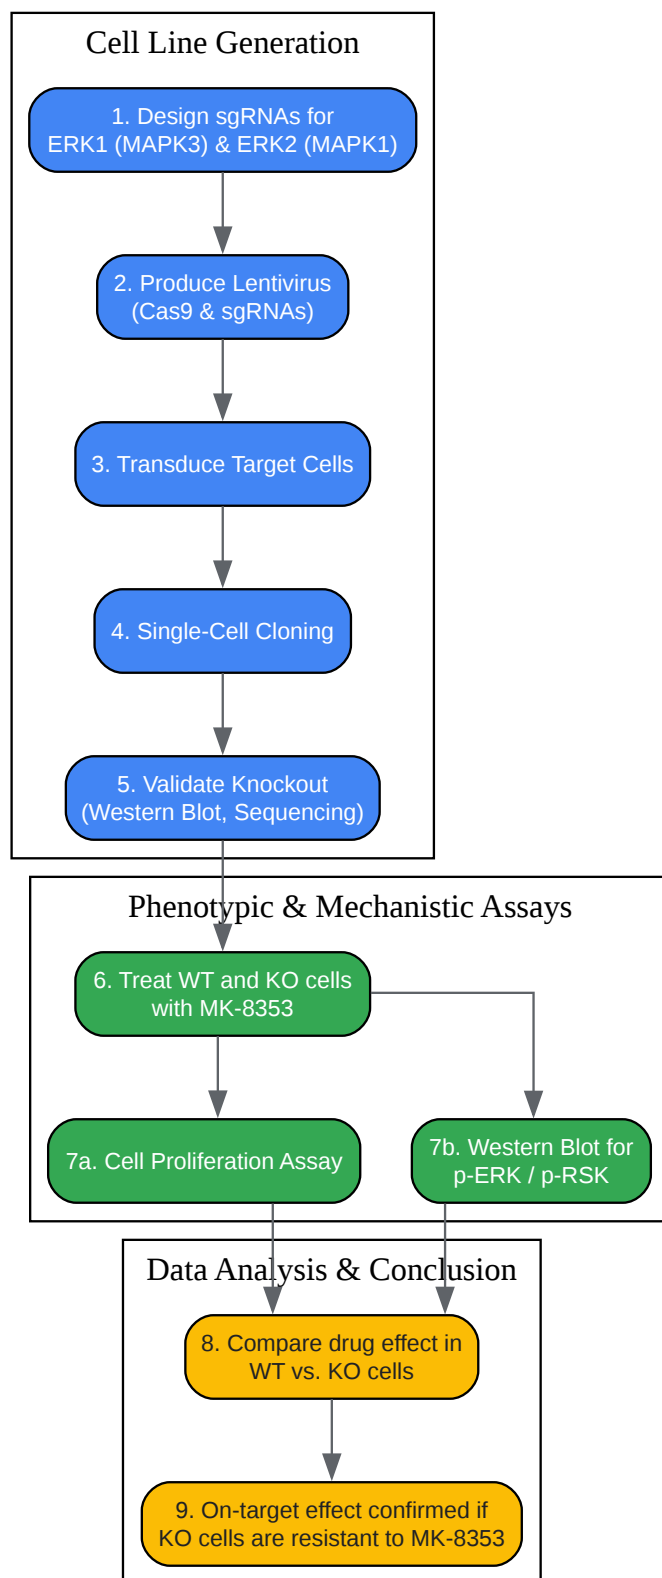 Cell Line Generation
1. Design sgRNAs for
ERK1 (MAPK3) & ERK2 (MAPK1)
2. Produce Lentivirus
(Cas9 & sgRNAs)
3. Transduce Target Cells
4. Single-Cell Cloning
5. Validate Knockout
(Western Blot, Sequencing)
Phenotypic & Mechanistic Assays
6. Treat WT and KO cells
with MK-8353
7a. Cell Proliferation Assay
7b. Western Blot for
p-ERK / p-RSK
Data Analysis & Conclusion
8. Compare drug effect in
WT vs. KO cells
9. On-target effect confirmed if
KO cells are resistant to MK-8353